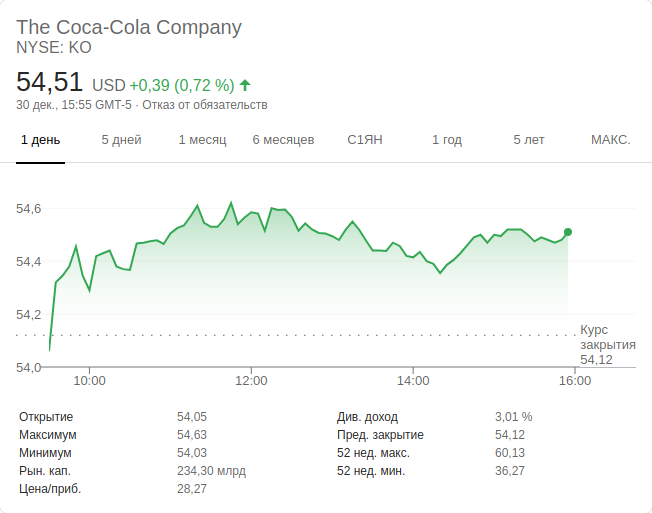 The Coca-Cola Company
NYSE: KO
54,51 USD +0,39 (0,72 %)
30 дек., 15:55 GMT-5 · Отказ от обязательств
1 день 5 дней 1 месяц 6 месяцев С1ЯН 1 год 5 лет МАКС.
54,6
54,4
54,2
54,0
Курс
закрытия
54,12
10:00 12:00 14:00 16:00
Открытие 54,05 Див. доход 3,01 %
Максимум 54,63 Пред. закрытие 54,12
Минимум 54,03 52 нед. макс. 60,13
Рын. кап. 234,30 млрд 52 нед. мин. 36,27
Цена/приб. 28,27